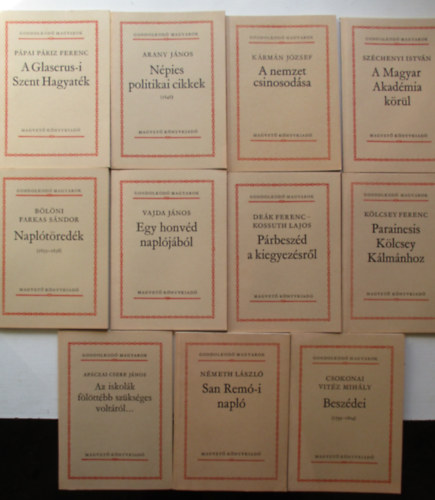 GONDOLKODÓ MAGYAROK
PÁPAI PÁRIZ FERENC
A Glaserus-i
Szent Hagyaték
MAGVETŐ KÖNYVKIADÓ
GONDOLKODÓ MAGYAROK
ARANY JÁNOS
Népies
politikai cikkek
MAGVETŐ KÖNYVKIADÓ
GONDOLKODÓ MAGYAROK
KÁRMÁN JÓZSEF
A nemzet
csinosodása
MAGVETŐ KÖNYVKIADÓ
GONDOLKODÓ MAGYAROK
SZÉCHENYI ISTVÁN
A Magyar
Akadémia
körül
MAGVETŐ KÖNYVKIADÓ
GONDOLKODÓ MAGYAROK
BÖLÖNI
FARKAS SÁNDOR
Naplótöredék
MAGVETŐ KÖNYVKIADÓ
GONDOLKODÓ MAGYAROK
VAJDA JÁNOS
Egy honvéd
naplójából
MAGVETŐ KÖNYVKIADÓ
GONDOLKODÓ MAGYAROK
DEÁK FERENC-
KOSSUTH LAJOS
Párbeszéd
a kiegyezésről
MAGVETŐ KÖNYVKIADÓ
GONDOLKODÓ MAGYAROK
KÖLCSEY FERENC
Parainesis
Kölcsey
Kálmánhoz
MAGVETŐ KÖNYVKIADÓ
GONDOLKODÓ MAGYAROK
APÁCZAI CSERE JÁNOS
Az iskolák
fölöttébb szükséges
voltáról...
MAGVETŐ KÖNYVKIADÓ
GONDOLKODÓ MAGYAROK
NÉMETH LÁSZLÓ
San Remó-i
napló
MAGVETŐ KÖNYVKIADÓ
GONDOLKODÓ MAGYAROK
CSOKONAI
VITÉZ MIHÁLY
Beszédei
MAGVETŐ KÖNYVKIADÓ